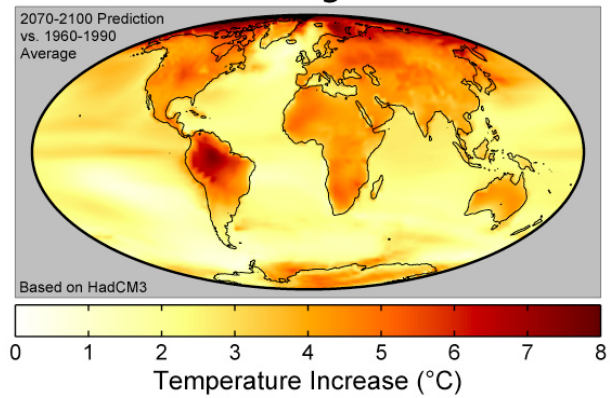 2070-2100 Prediction
vs. 1960-1990
Average
Based on HadCM3
0 1 2 3 4 5 6 7 8
Temperature Increase (°C)